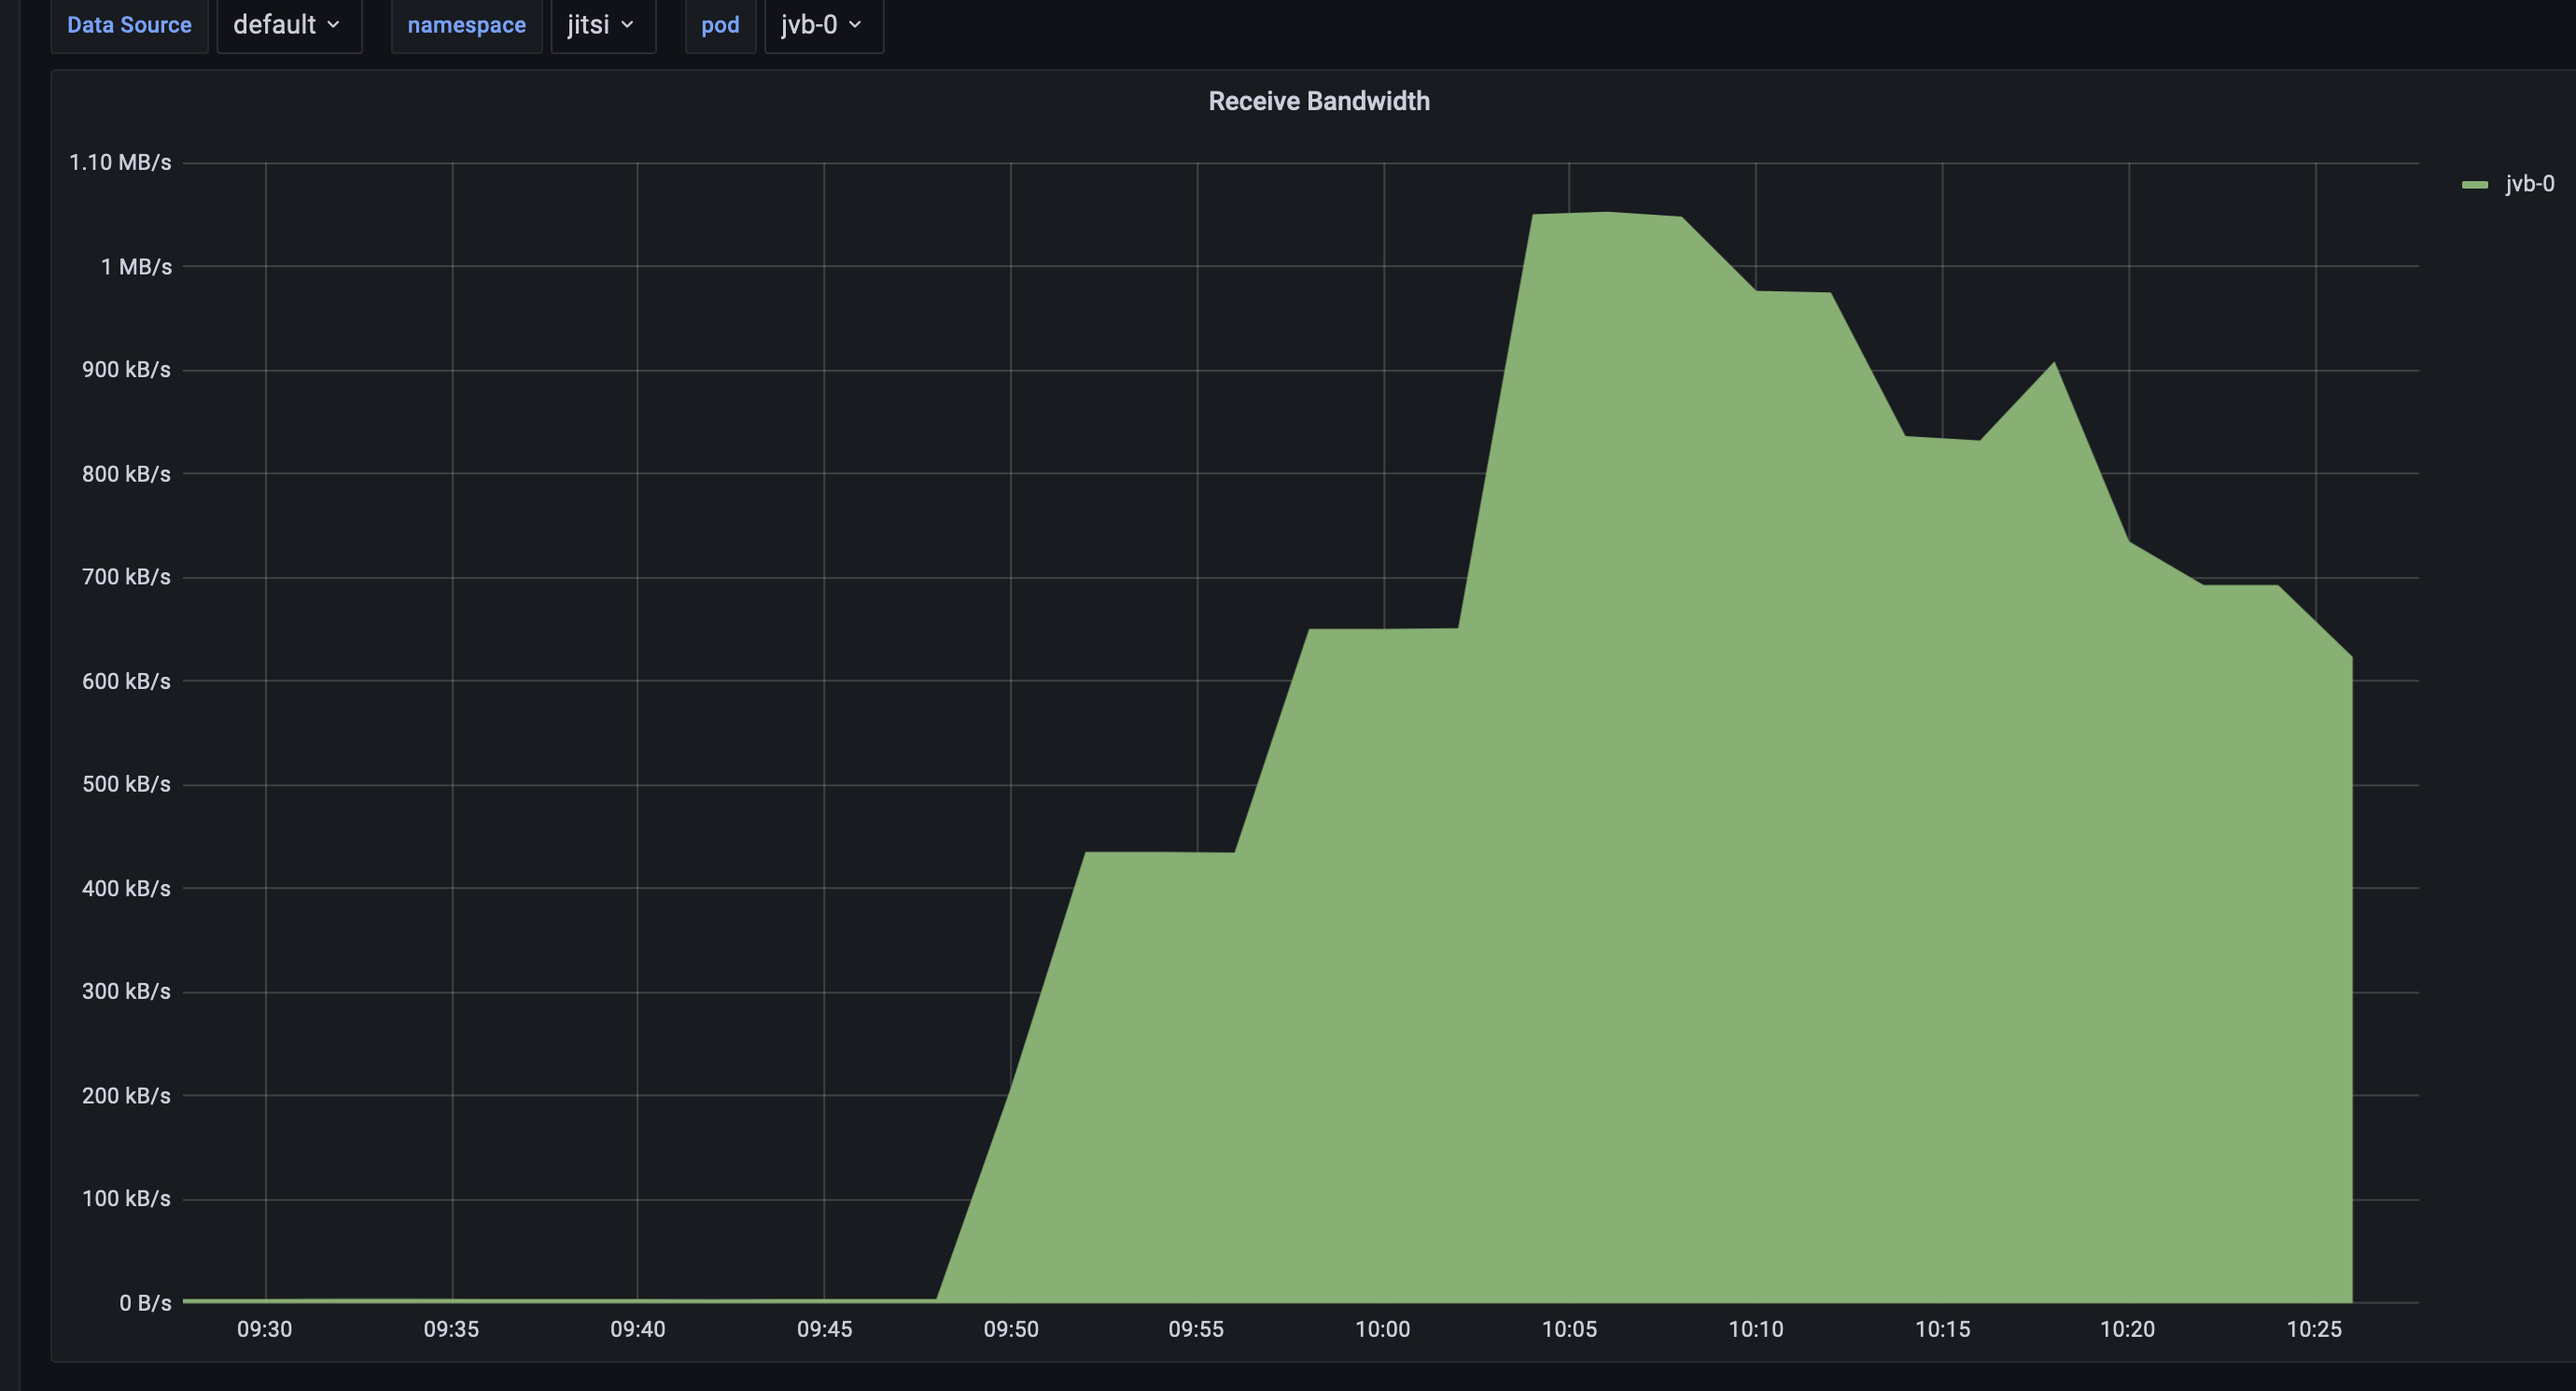 Data Source default namespace jitsi pod jvb-0
Receive Bandwidth
1.10 MB/s
jvb-0
1 MB/s
900 kB/s
800 kB/s
700 kB/s
600 kB/s
500 kB/s
400 kB/s
300 kB/s
200 kB/s
100 kB/s
0 B/s
09:30 09:35 09:40 09:45 09:50 09:55 10:00 10:05 10:10 10:15 10:20 10:25